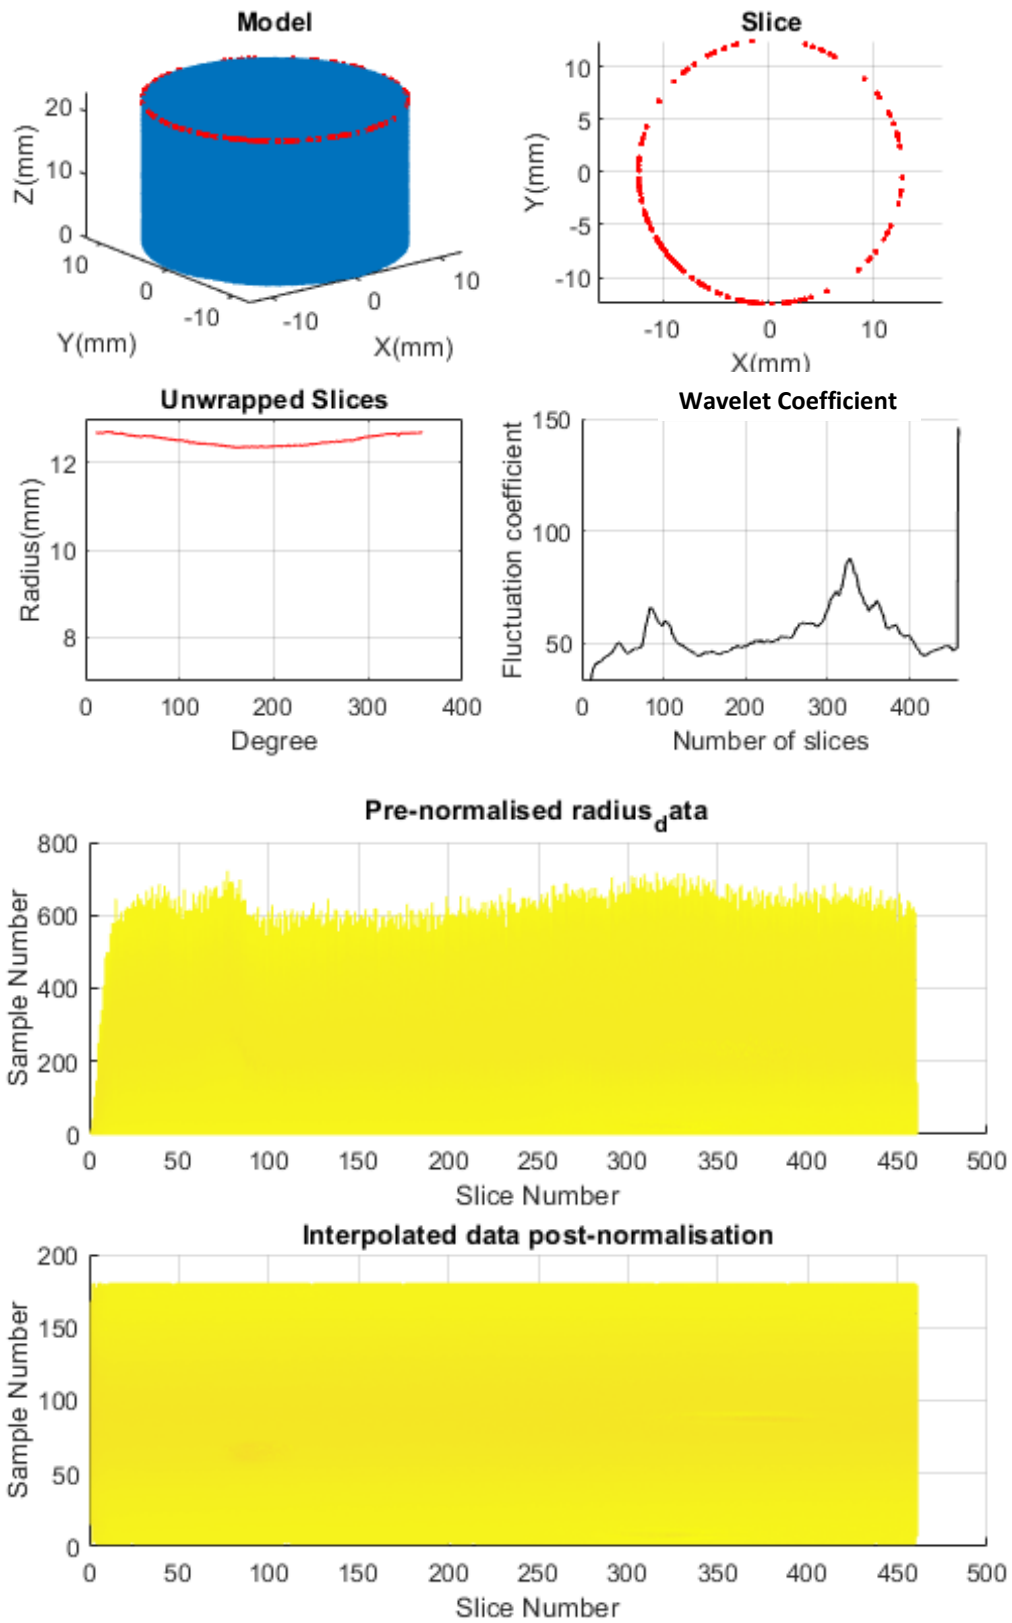 Model
20
10
0
Z(mm)
10
0
-10
Y(mm)
-10
0
10
X(mm)
Slice
10
5
0
-5
-10
Y(mm)
-10
0
10
X(mm)
Unwrapped Slices
12
10
8
Radius(mm)
0 100 200 300 400
Degree
Wavelet Coefficient
150
100
50
Fluctuation coefficient
0 100 200 300 400
Number of slices
Pre-normalised radius_data
800
600
400
200
0
Sample Number
0 50 100 150 200 250 300 350 400 450 500
Slice Number
Interpolated data post-normalisation
200
150
100
50
0
Sample Number
0 50 100 150 200 250 300 350 400 450 500
Slice Number